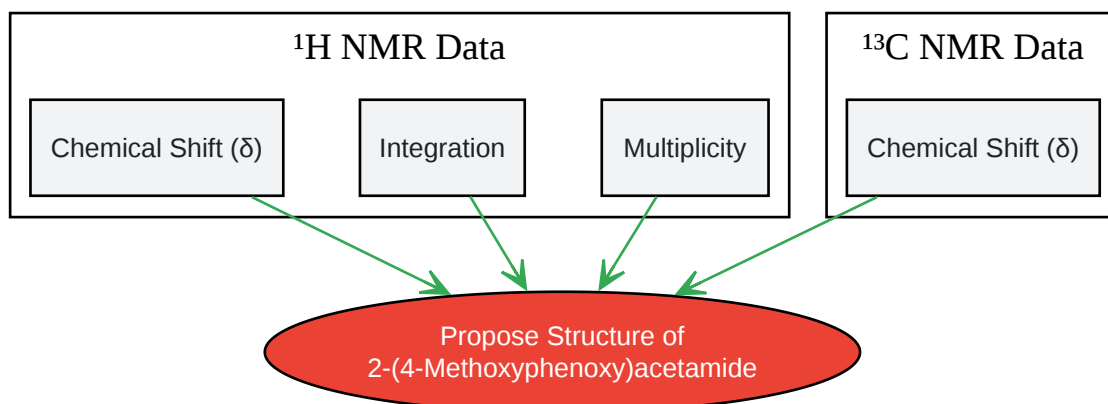 ¹H NMR Data
Chemical Shift (δ)
Integration
Multiplicity
¹³C NMR Data
Chemical Shift (δ)
Propose Structure of
2-(4-Methoxyphenoxy)acetamide